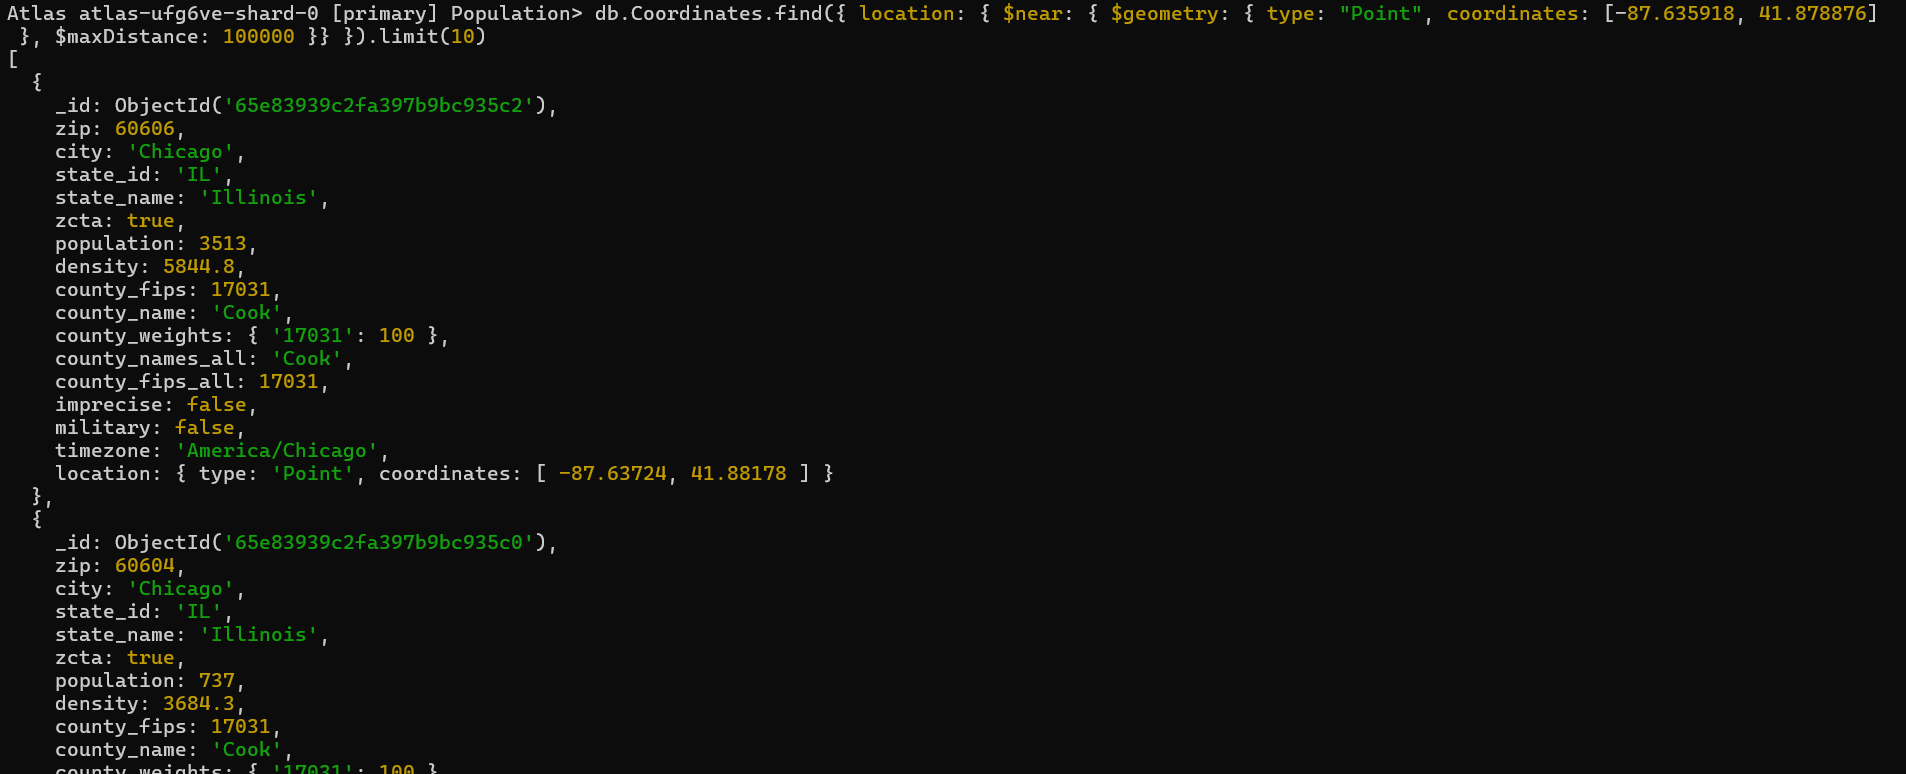 Atlas atlas-ufg6ve-shard-0 [primary] Population> db.Coordinates.find({ location: { $near: { $geometry: { type: "Point", coordinates: [-87.635918, 41.878876]
 }, $maxDistance: 100000 }} }).limit(10)
[
  {
    _id: ObjectId('65e83939c2fa397b9bc935c2'),
    zip: 60606,
    city: 'Chicago',
    state_id: 'IL',
    state_name: 'Illinois',
    zcta: true,
    population: 3513,
    density: 5844.8,
    county_fips: 17031,
    county_name: 'Cook',
    county_weights: { '17031': 100 },
    county_names_all: 'Cook',
    county_fips_all: 17031,
    imprecise: false,
    military: false,
    timezone: 'America/Chicago',
    location: { type: 'Point', coordinates: [ -87.63724, 41.88178 ] }
  },
  {
    _id: ObjectId('65e83939c2fa397b9bc935c0'),
    zip: 60604,
    city: 'Chicago',
    state_id: 'IL',
    state_name: 'Illinois',
    zcta: true,
    population: 737,
    density: 3684.3,
    county_fips: 17031,
    county_name: 'Cook',
    county_weights: { '17031': 100 }